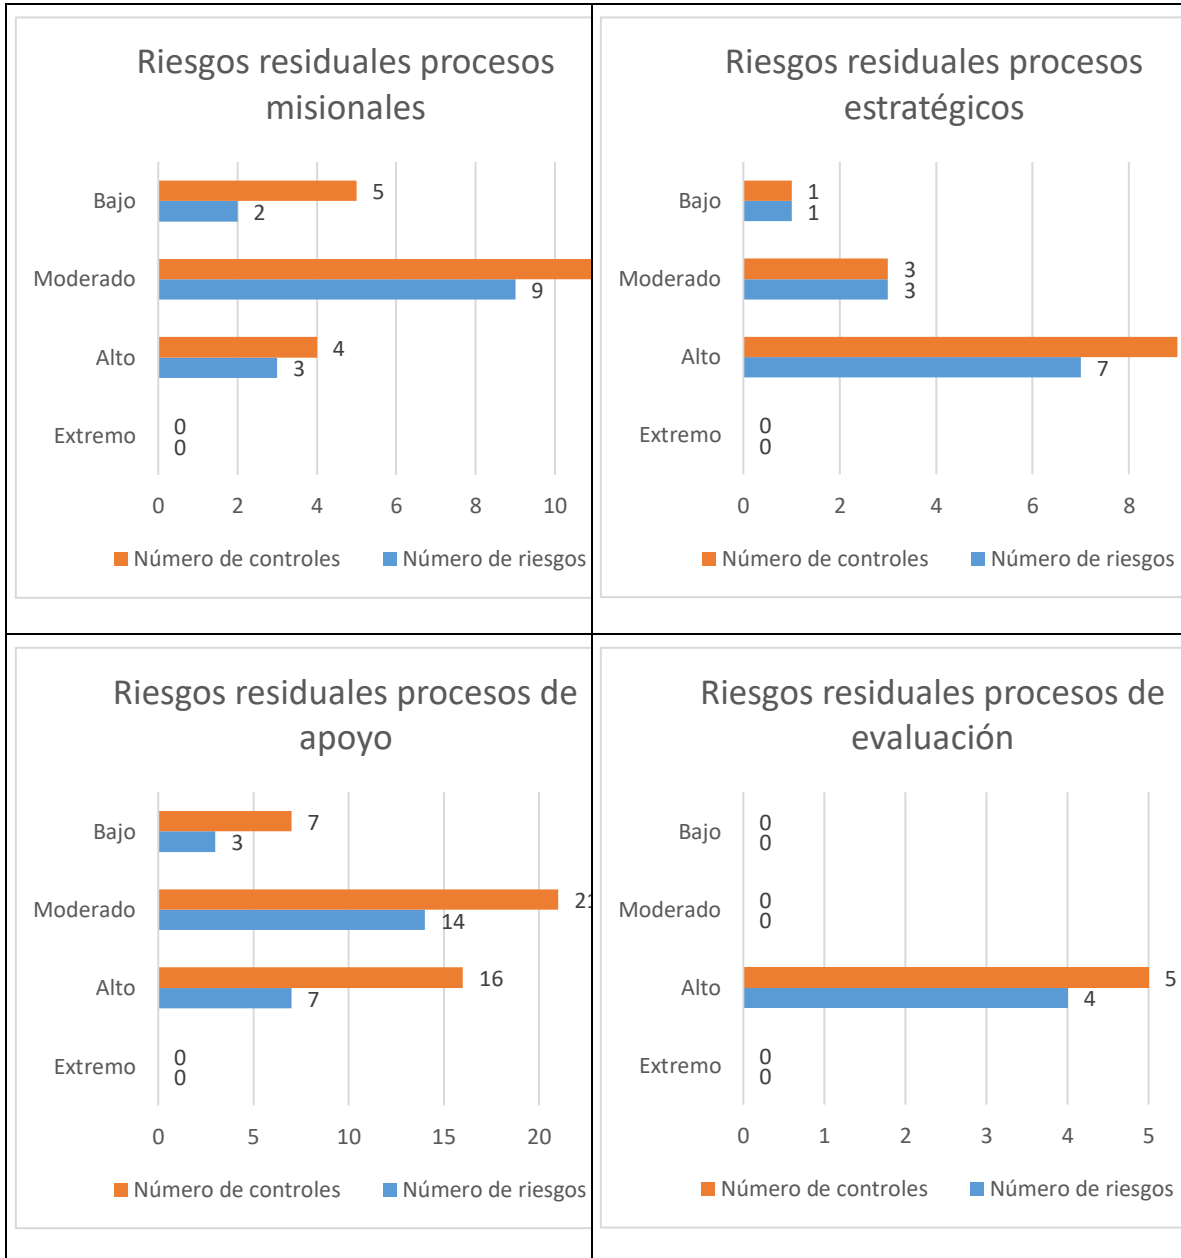 Riesgos residuales procesos
misionales
Bajo
5
2
Moderado
9
Alto
4
3
Extremo
0
0
0 2 4 6 8 10
Número de controles Número de riesgos
Riesgos residuales procesos
estratégicos
Bajo
1
1
Moderado
3
3
Alto
7
Extremo
0
0
0 2 4 6 8
Número de controles Número de riesgos
Riesgos residuales procesos de
apoyo
Bajo
7
3
Moderado
21
14
Alto
16
7
Extremo
0
0
0 5 10 15 20
Número de controles Número de riesgos
Riesgos residuales procesos de
evaluación
Bajo
0
0
Moderado
0
0
Alto
5
4
Extremo
0
0
0 1 2 3 4 5
Número de controles Número de riesgos